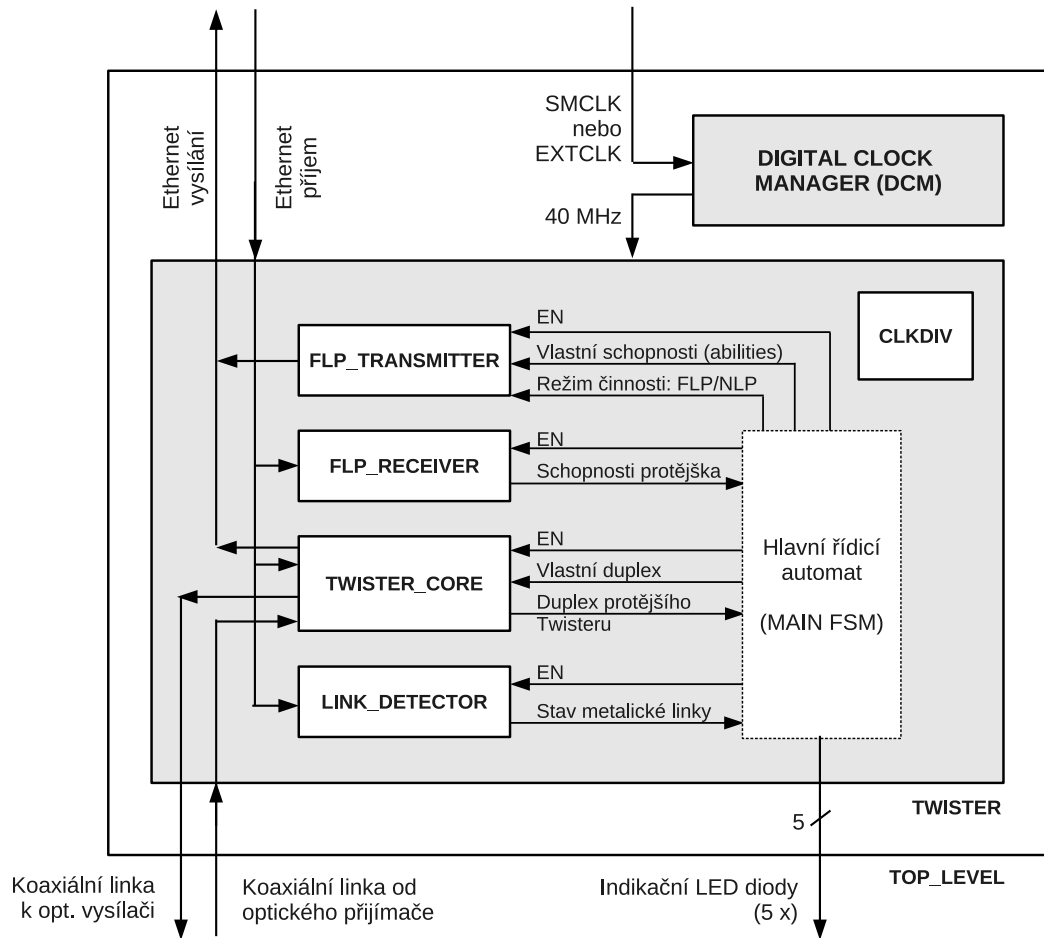 Ethernet
vysílání
Ethernet
příjem
SMCLK
nebo
EXTCLK
DIGITAL CLOCK
MANAGER (DCM)
40 MHz
CLKDIV
FLP_TRANSMITTER
EN
Vlastní schopnosti (abilities)
Režim činnosti: FLP/NLP
FLP_RECEIVER
EN
Schopnosti protějška
TWISTER_CORE
EN
Vlastní duplex
Duplex protějšího
Twisteru
Hlavní řídicí
automat
(MAIN FSM)
LINK_DETECTOR
EN
Stav metalické linky
TWISTER
5
TOP_LEVEL
Koaxiální linka
k opt. vysílači
Koaxiální linka od
optického přijímače
Indikační LED diody
(5 x)